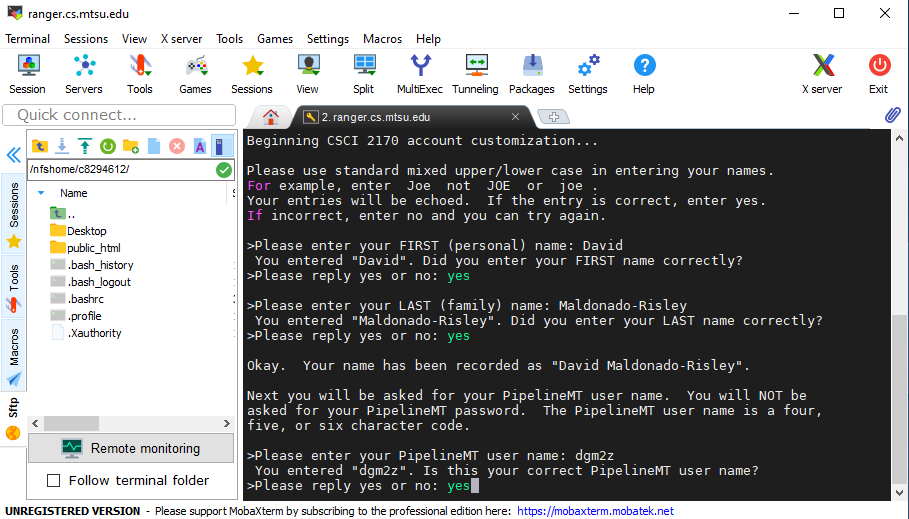 ranger.cs.mtsu.edu
Terminal Sessions View X server Tools Games Settings Macros Help
Session Servers Tools Games Sessions View Split MultiExec Tunneling Packages Settings Help X server Exit
Quick connect...
2. ranger.cs.mtsu.edu
/nfshome/c8294612/
Name
..
Desktop
public_html
.bash_history
.bash_logout
.bashrc
.profile
.Xauthority
Sessions
Tools
Macros
Sftp
Remote monitoring
Follow terminal folder
Beginning CSCI 2170 account customization...
Please use standard mixed upper/lower case in entering your names.
For example, enter  Joe  not  JOE  or  joe .
Your entries will be echoed.  If the entry is correct, enter yes.
If incorrect, enter no and you can try again.
>Please enter your FIRST (personal) name: David
 You entered "David". Did you enter your FIRST name correctly?
>Please reply yes or no: yes
>Please enter your LAST (family) name: Maldonado-Risley
 You entered "Maldonado-Risley". Did you enter your LAST name correctly?
>Please reply yes or no: yes
Okay.  Your name has been recorded as "David Maldonado-Risley".
Next you will be asked for your PipelineMT user name.  You will NOT be
asked for your PipelineMT password.  The PipelineMT user name is a four,
five, or six character code.
>Please enter your PipelineMT user name: dgm2z
 You entered "dgm2z". Is this your correct PipelineMT user name?
>Please reply yes or no: yes
UNREGISTERED VERSION - Please support MobaXterm by subscribing to the professional edition here: https://mobaxterm.mobatek.net